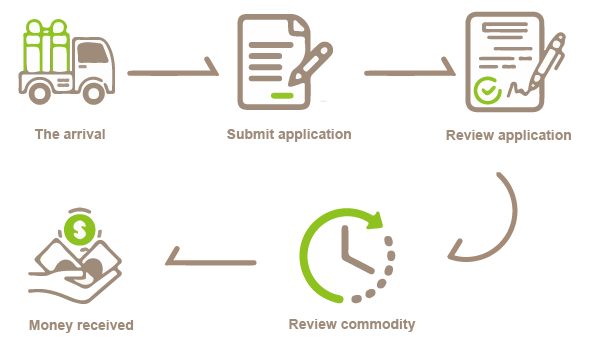 The arrival
Submit application
Review application
Money received
Review commodity